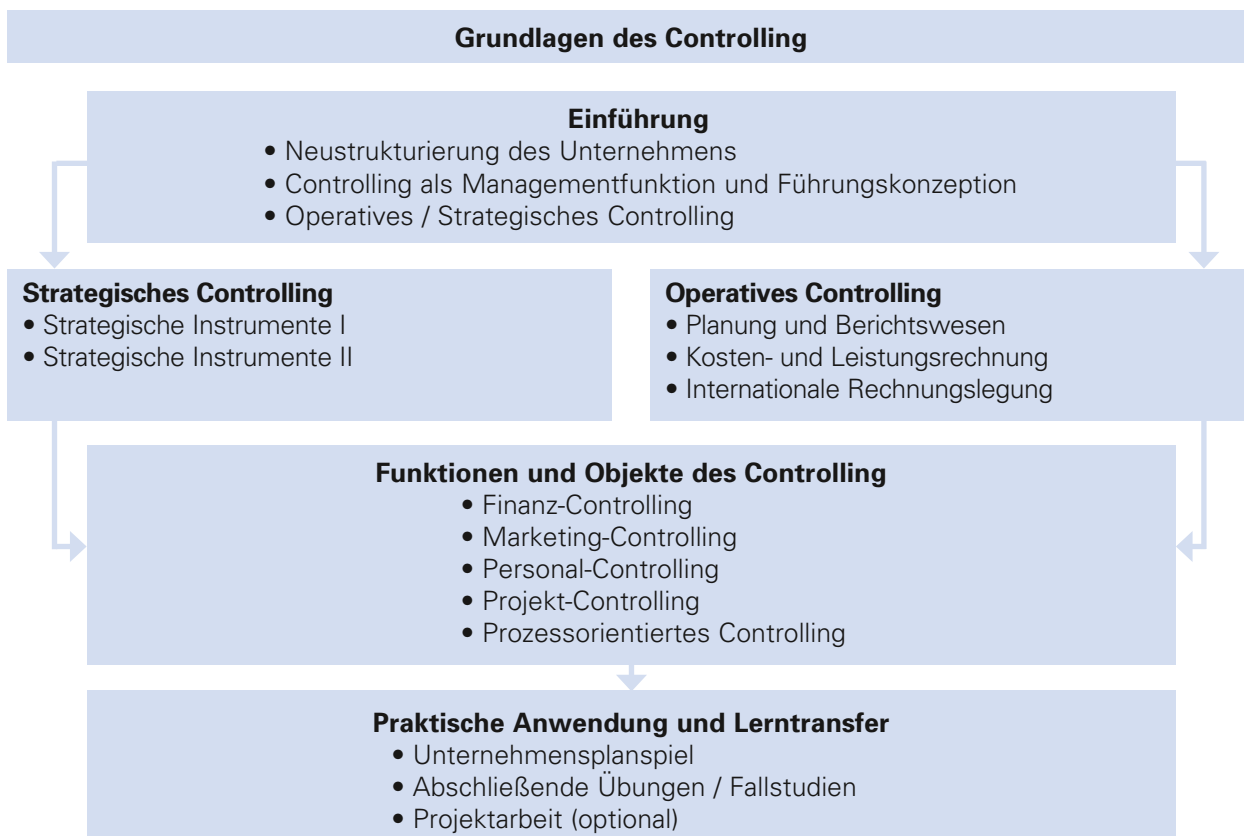 Grundlagen des Controlling
Einführung
• Neustrukturierung des Unternehmens
• Controlling als Managementfunktion und Führungskonzeption
• Operatives / Strategisches Controlling
Strategisches Controlling
• Strategische Instrumente I
• Strategische Instrumente II
Operatives Controlling
• Planung und Berichtswesen
• Kosten- und Leistungsrechnung
• Internationale Rechnungslegung
Funktionen und Objekte des Controlling
• Finanz-Controlling
• Marketing-Controlling
• Personal-Controlling
• Projekt-Controlling
• Prozessorientiertes Controlling
Praktische Anwendung und Lerntransfer
• Unternehmensplanspiel
• Abschließende Übungen / Fallstudien
• Projektarbeit (optional)